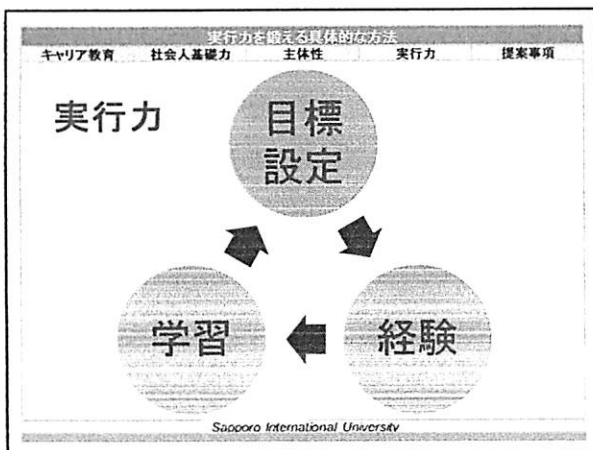 実行力を鍛える具体的な方法
キャリア教育 社会人基礎力 主体性 実行力 提案事項
実行力
目標
設定
学習
経験
Sapporo International University